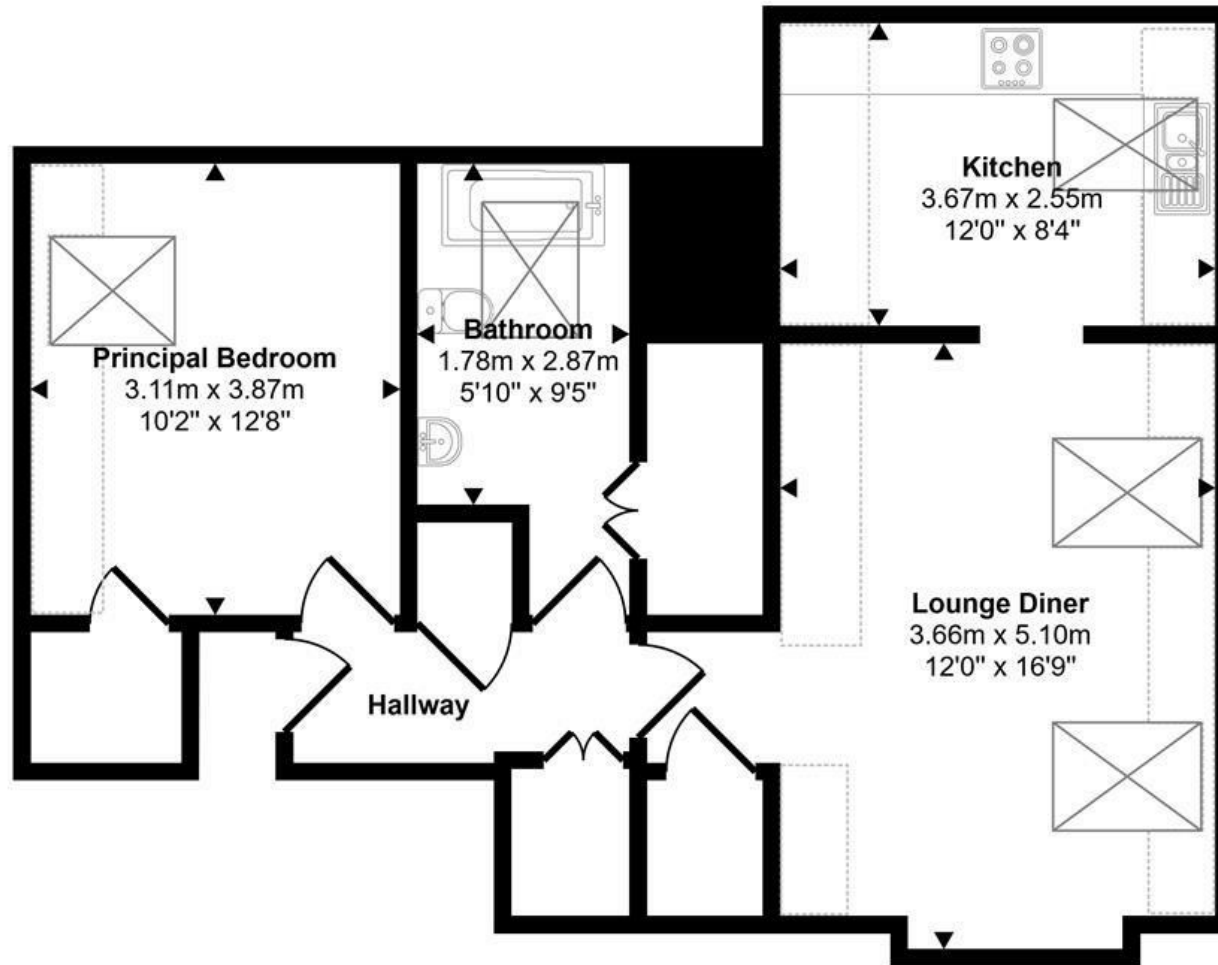 Kitchen
3.67m x 2.55m
12'0" x 8'4"
Bathroom
1.78m x 2.87m
5'10" x 9'5"
Principal Bedroom
3.11m x 3.87m
10'2" x 12'8"
Lounge Diner
3.66m x 5.10m
12'0" x 16'9"
Hallway